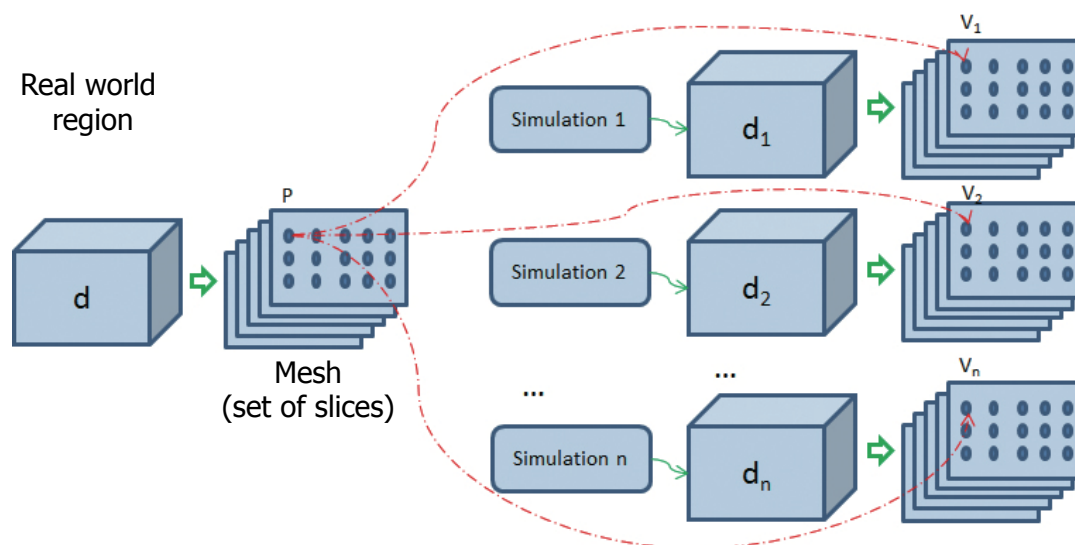 Real world
region
d
P
Mesh
(set of slices)
Simulation 1
d₁
V₁
Simulation 2
d₂
V₂
...
...
Simulation n
dₙ
Vₙ